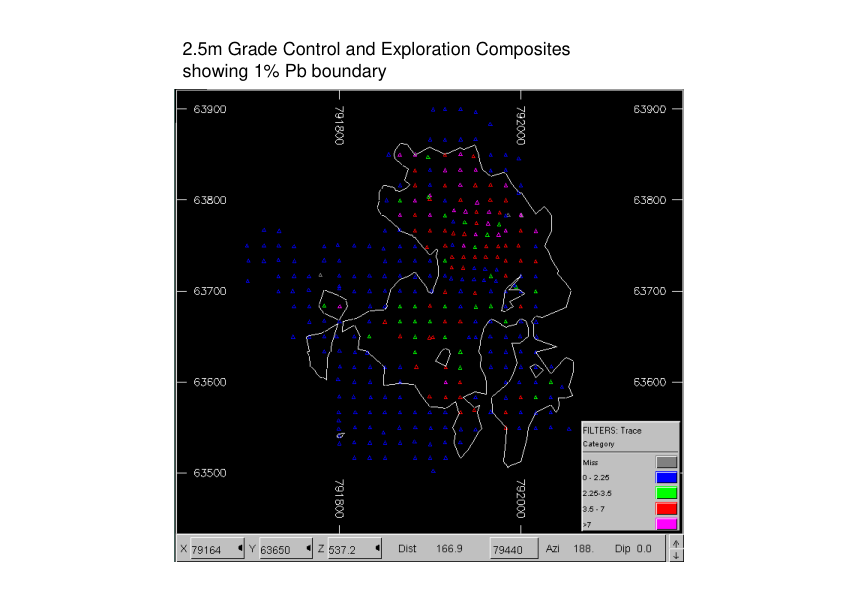 2.5m Grade Control and Exploration Composites
showing 1% Pb boundary
63900 791800 792000 63900
63800 63800
63700 63700
63600 63600
63500 791800 792000
FILTERS: Trace
Category
Miss
0 - 2.25
2.25-3.5
3.5 - 7
>7
X 79164 Y 63650 Z 537.2 Dist 166.9 79440 Azi 188. Dip 0.0